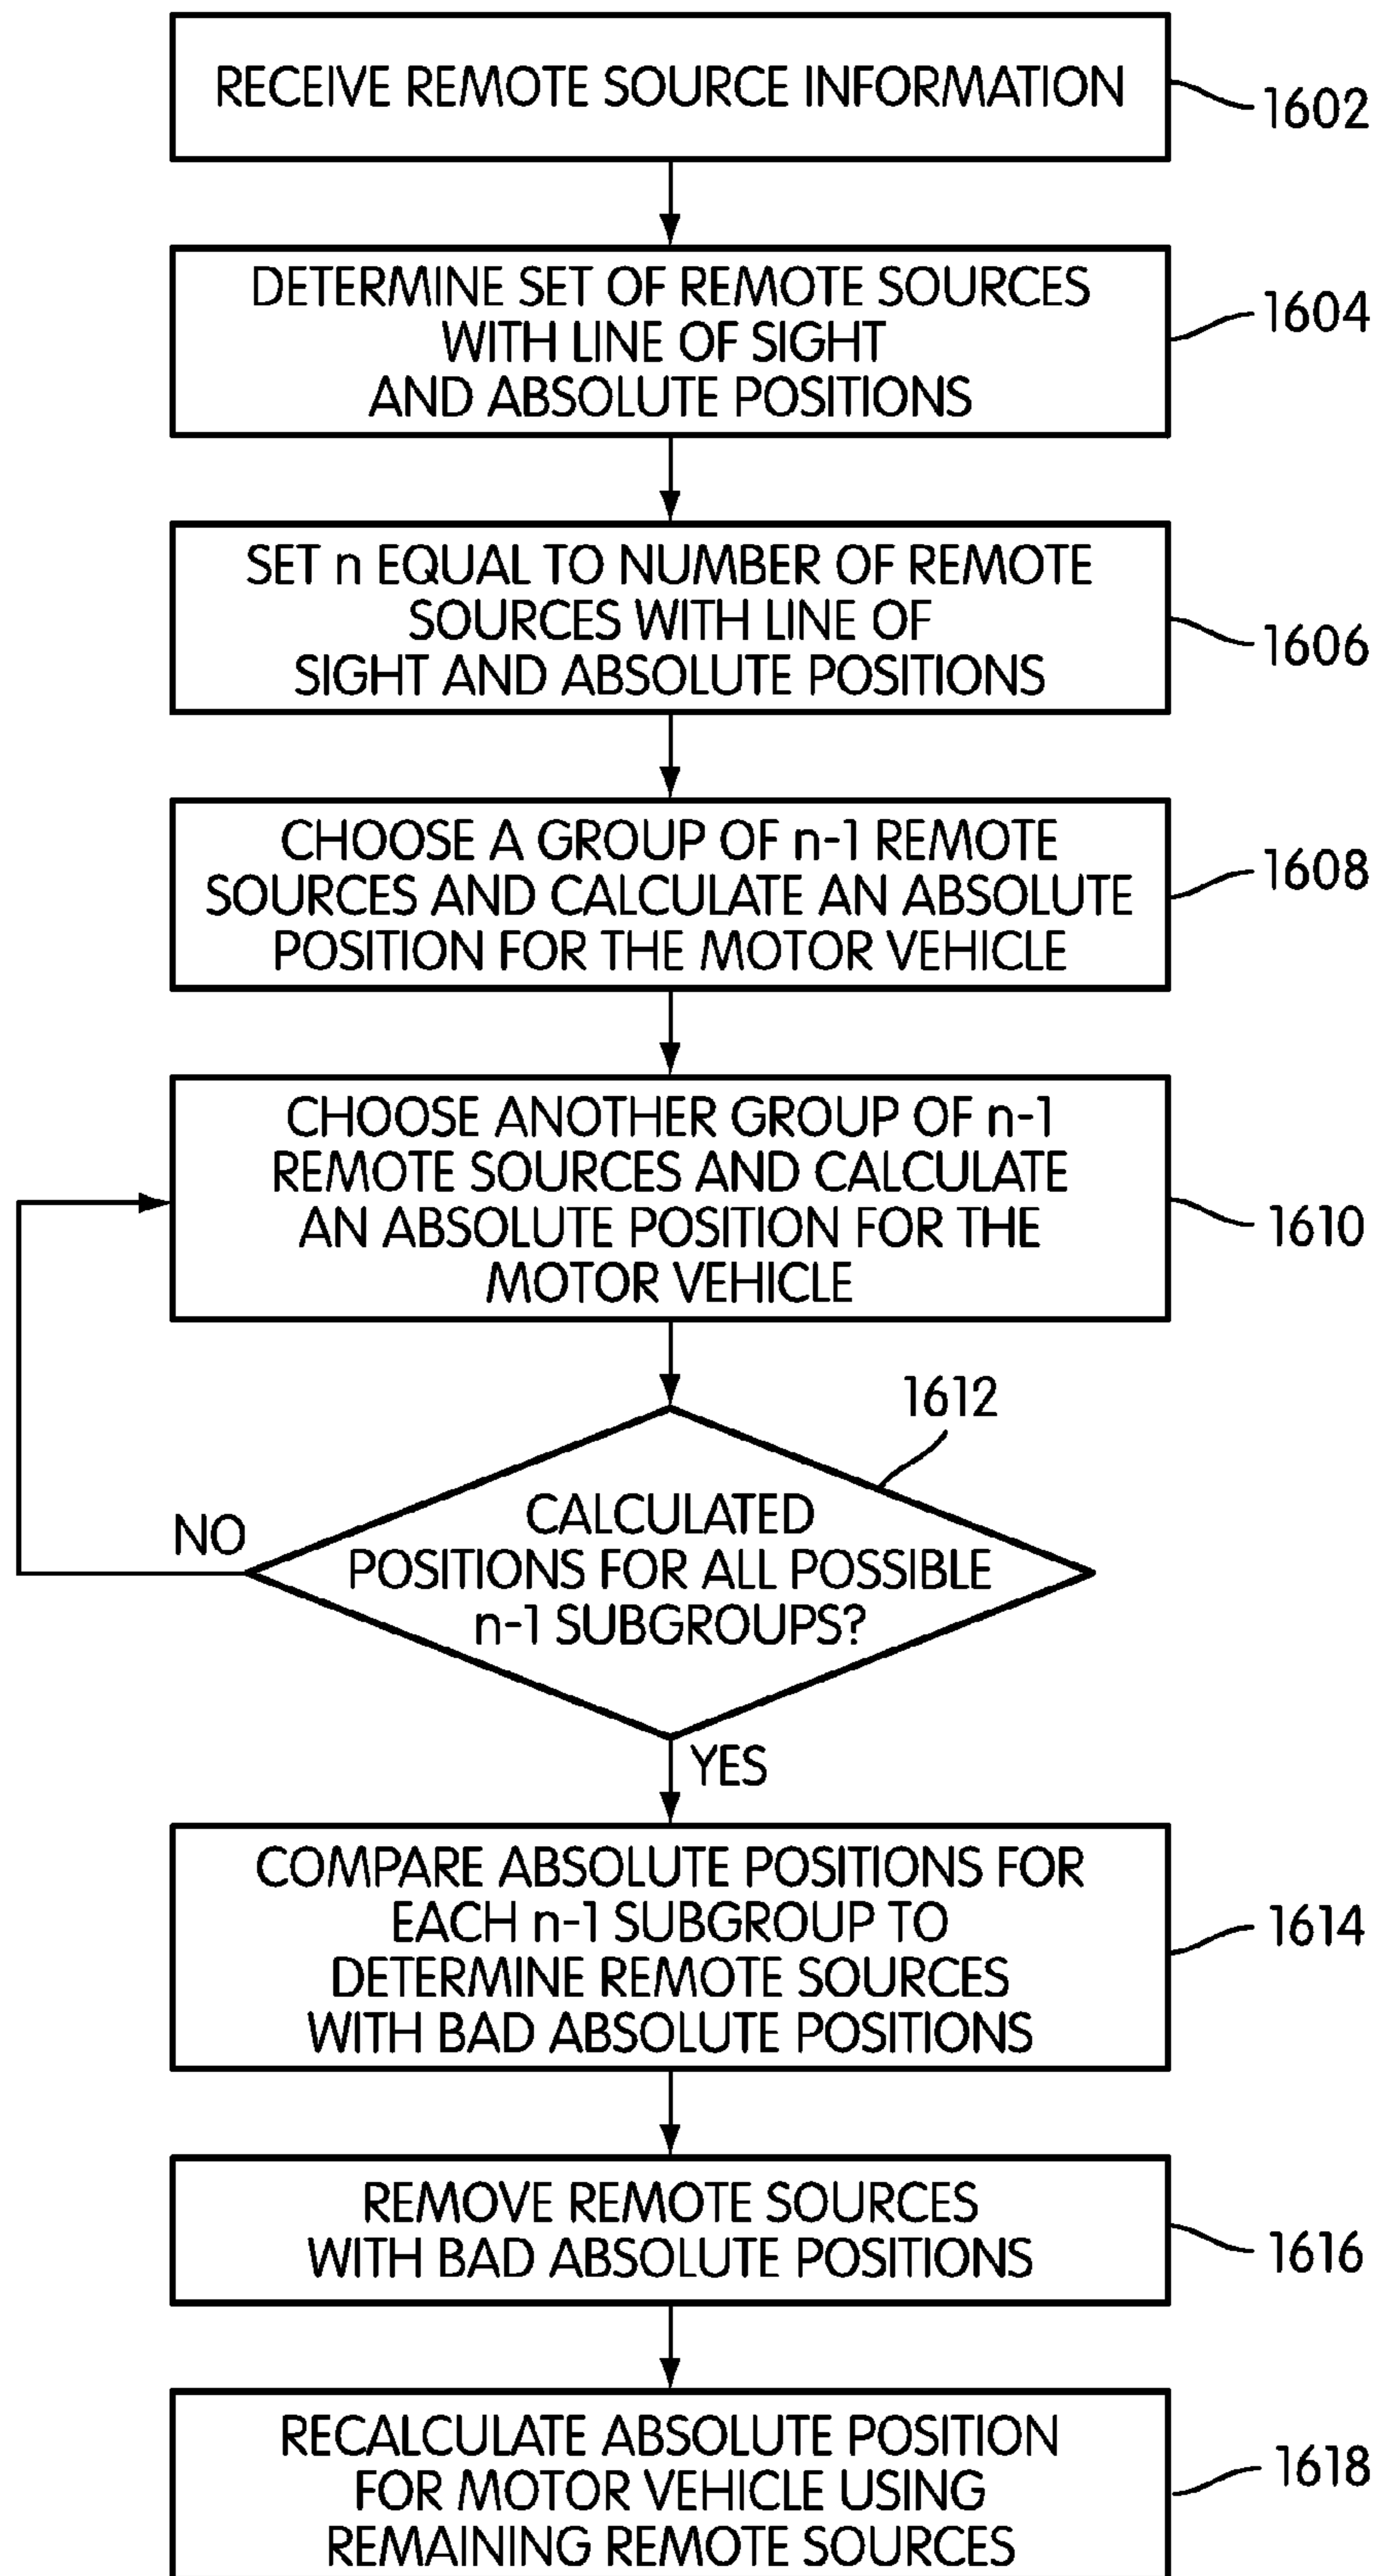 RECEIVE REMOTE SOURCE INFORMATION
1602
DETERMINE SET OF REMOTE SOURCES
WITH LINE OF SIGHT
AND ABSOLUTE POSITIONS
1604
SET n EQUAL TO NUMBER OF REMOTE
SOURCES WITH LINE OF
SIGHT AND ABSOLUTE POSITIONS
1606
CHOOSE A GROUP OF n-1 REMOTE
SOURCES AND CALCULATE AN ABSOLUTE
POSITION FOR THE MOTOR VEHICLE
1608
CHOOSE ANOTHER GROUP OF n-1
REMOTE SOURCES AND CALCULATE
AN ABSOLUTE POSITION FOR THE
MOTOR VEHICLE
1610
1612
CALCULATED
POSITIONS FOR ALL POSSIBLE
n-1 SUBGROUPS?
NO
YES
COMPARE ABSOLUTE POSITIONS FOR
EACH n-1 SUBGROUP TO
DETERMINE REMOTE SOURCES
WITH BAD ABSOLUTE POSITIONS
1614
REMOVE REMOTE SOURCES
WITH BAD ABSOLUTE POSITIONS
1616
RECALCULATE ABSOLUTE POSITION
FOR MOTOR VEHICLE USING
REMAINING REMOTE SOURCES
1618